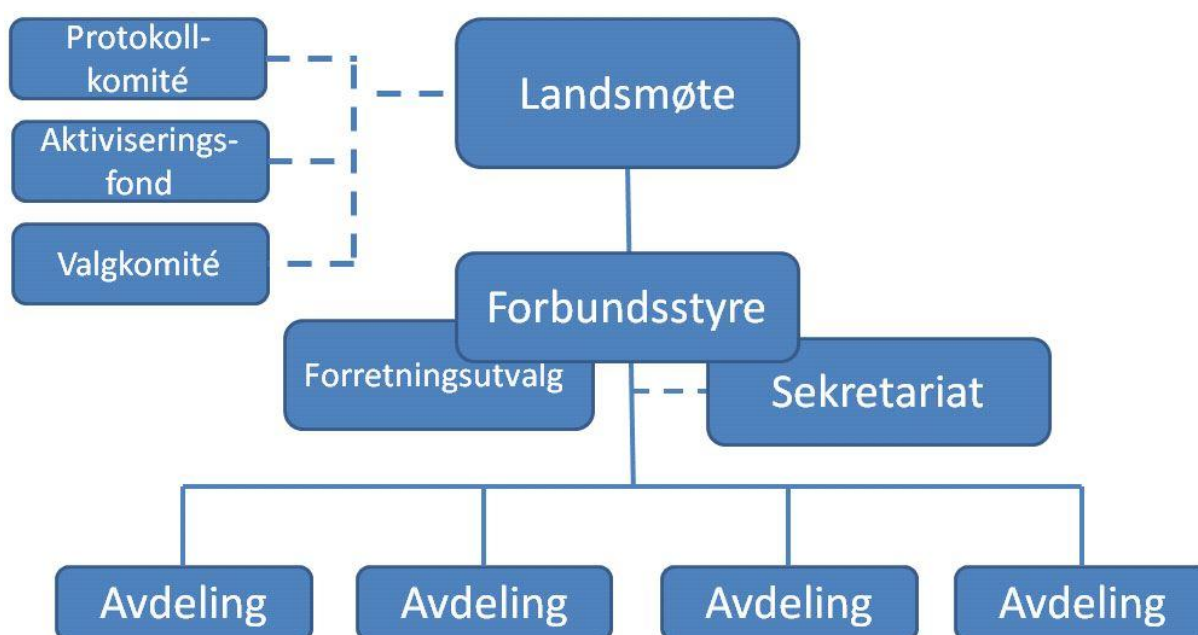 Protokoll-
komité
Landsmøte
Aktiviserings-
fond
Valgkomité
Forbundsstyre
Forretningsutvalg
Sekretariat
Avdeling
Avdeling
Avdeling
Avdeling